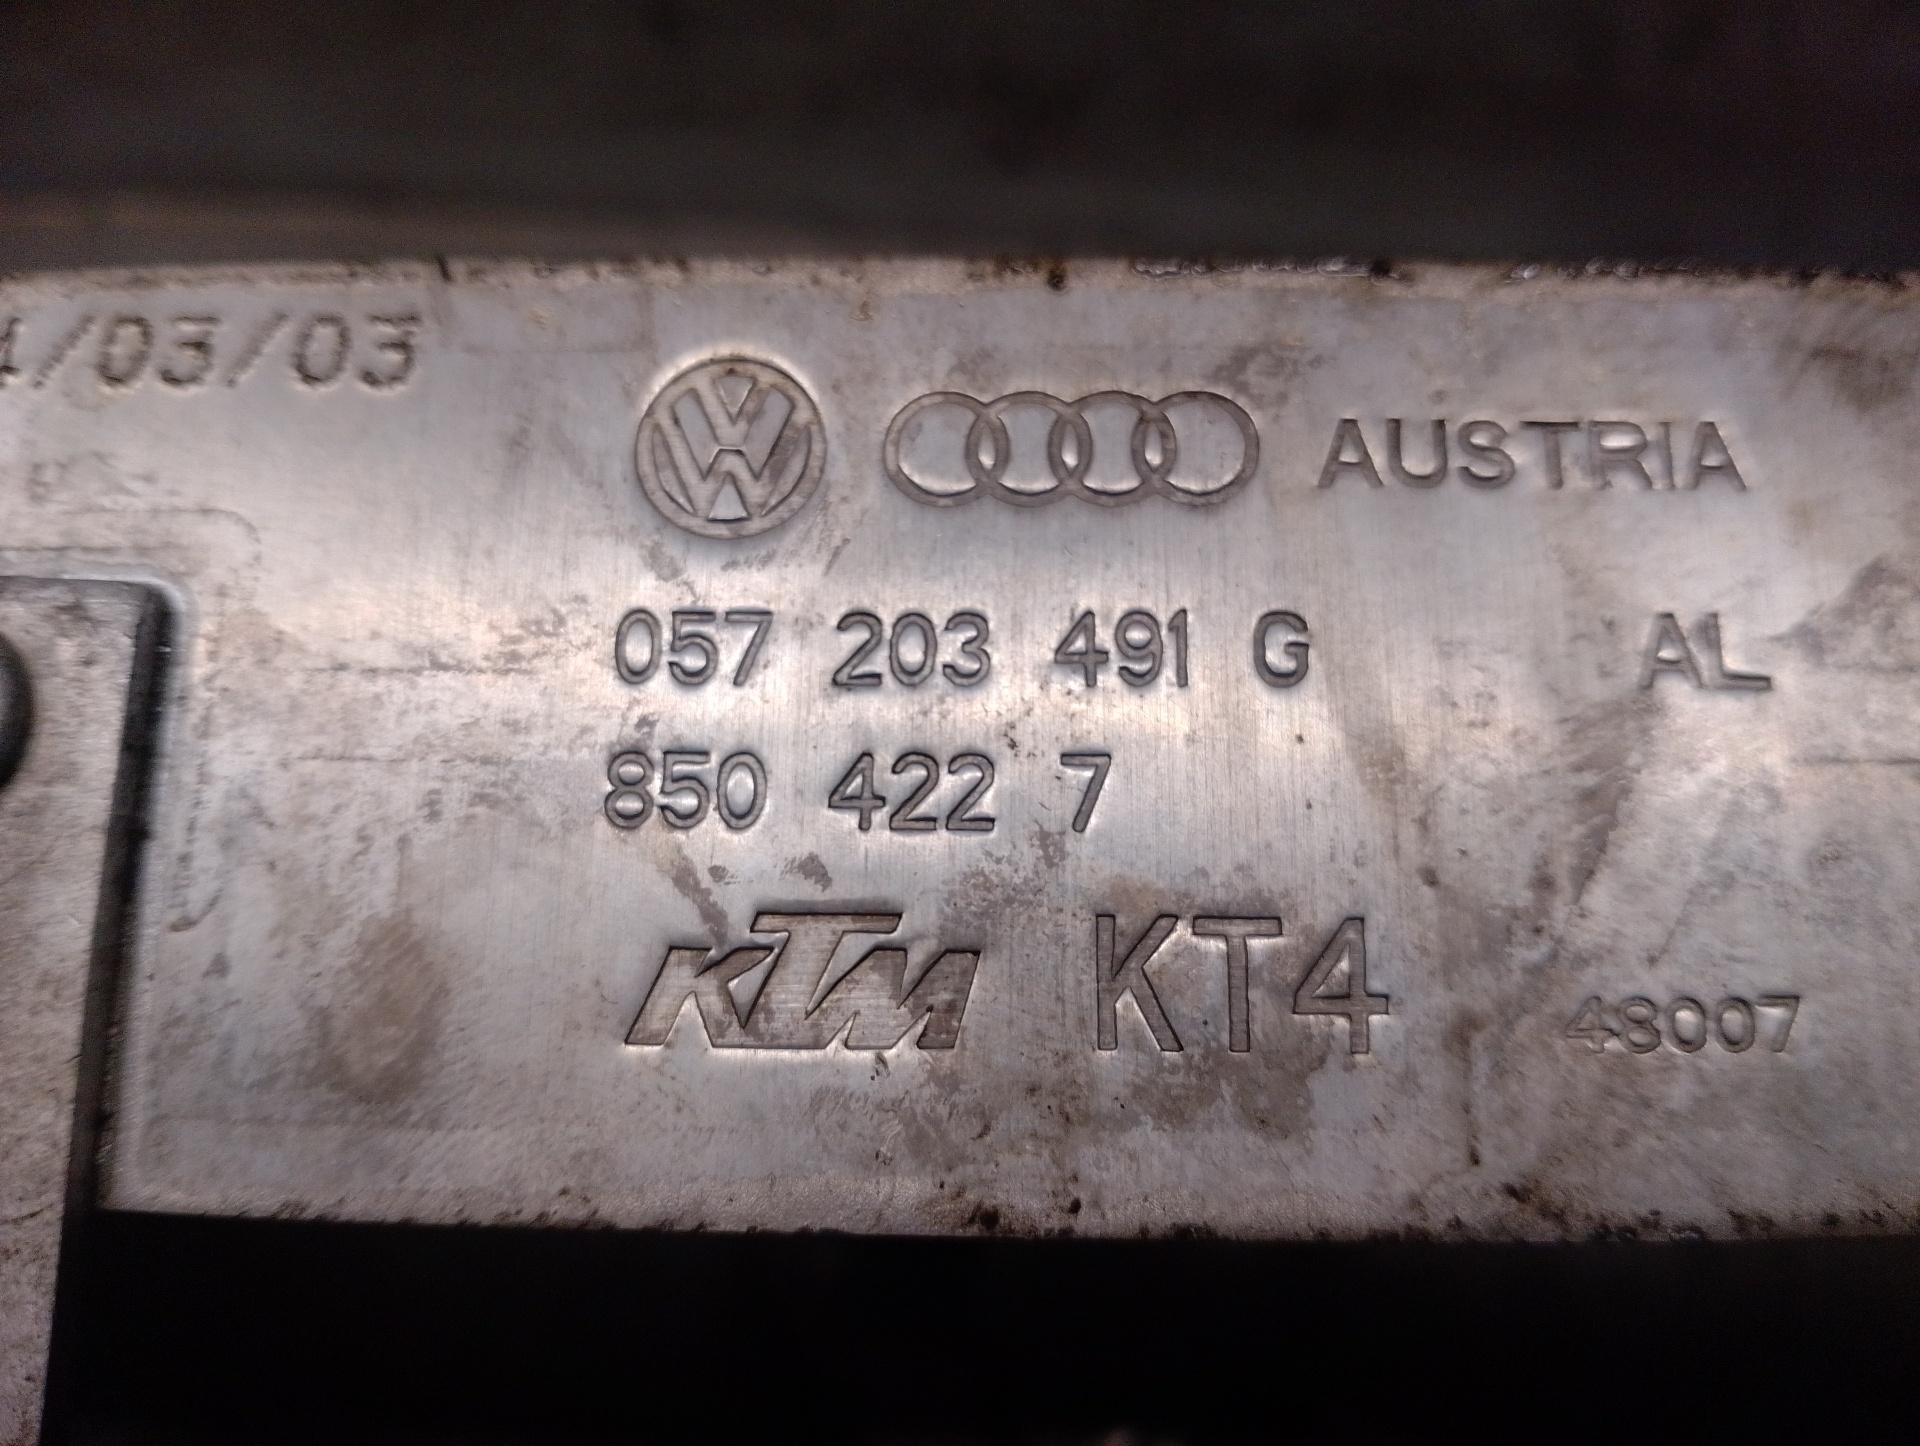 /03/03
AUSTRIA
057 203 491 G AL
850 422 7
KTM KT4
48007